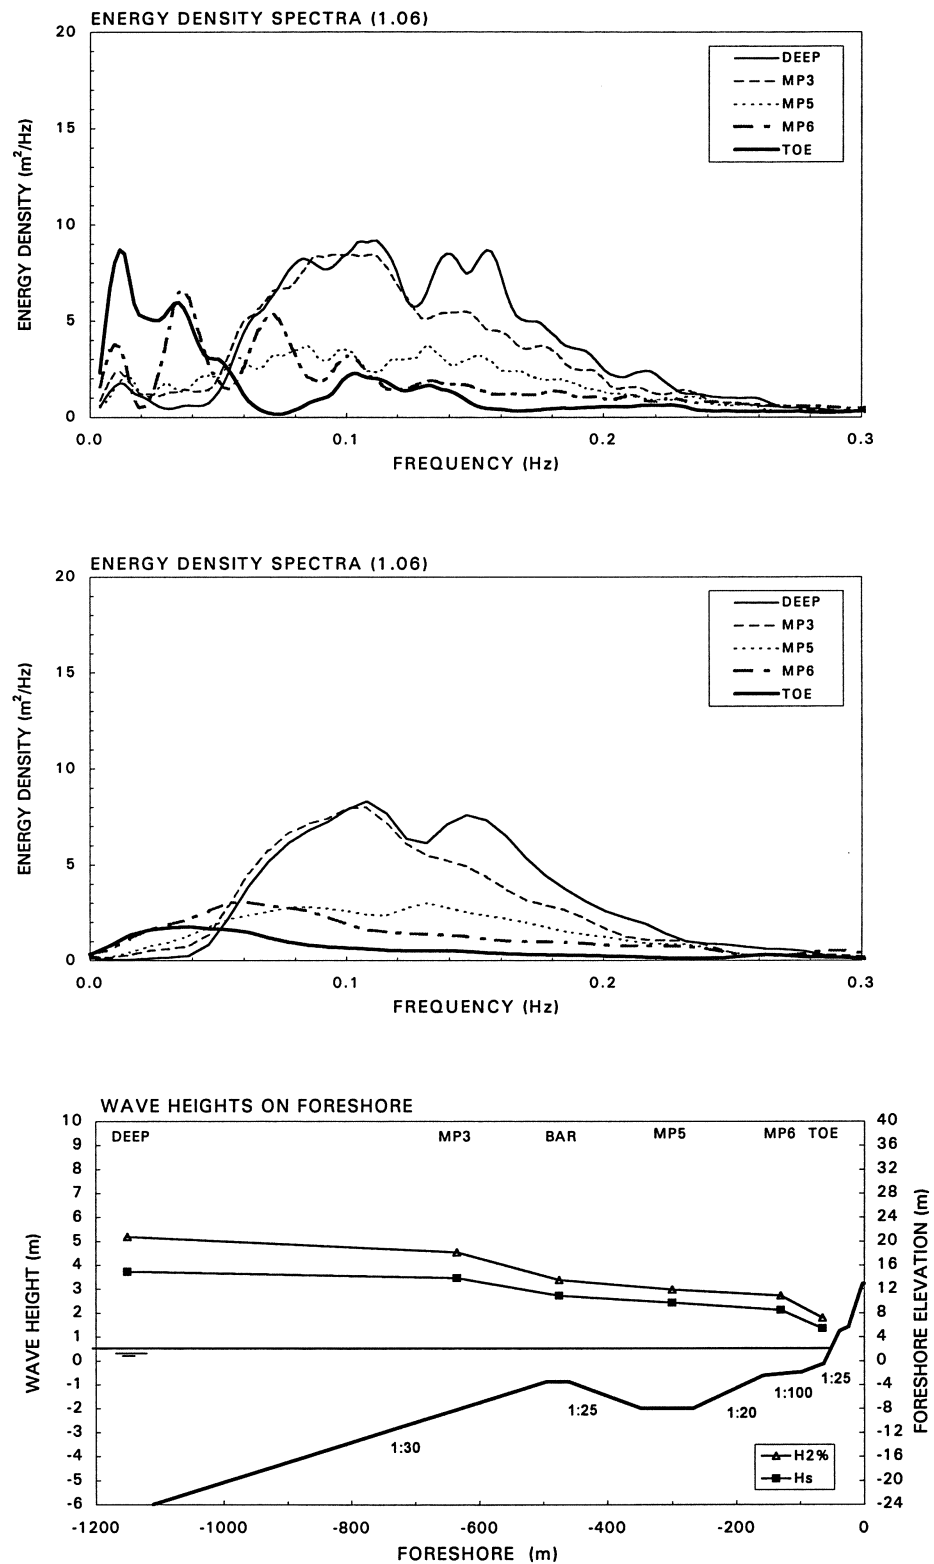 ENERGY DENSITY SPECTRA (1.06)
20
15
10
5
0
ENERGY DENSITY (m²/Hz)
DEEP
MP3
MP5
MP6
TOE
0.0 0.1 0.2 0.3
FREQUENCY (Hz)
ENERGY DENSITY SPECTRA (1.06)
20
15
10
5
0
ENERGY DENSITY (m²/Hz)
DEEP
MP3
MP5
MP6
TOE
0.0 0.1 0.2 0.3
FREQUENCY (Hz)
WAVE HEIGHTS ON FORESHORE
DEEP MP3 BAR MP5 MP6 TOE
10 40
9 36
8 32
7 28
6 24
5 20
4 16
3 12
2 8
1 4
0 0
-1 -4
-2 -8
-3 -12
-4 -16
-5 -20
-6 -24
WAVE HEIGHT (m)
FORESHORE ELEVATION (m)
1:30
1:25
1:20
1:100
1:25
H2%
Hs
-1200 -1000 -800 -600 -400 -200 0
FORESHORE (m)